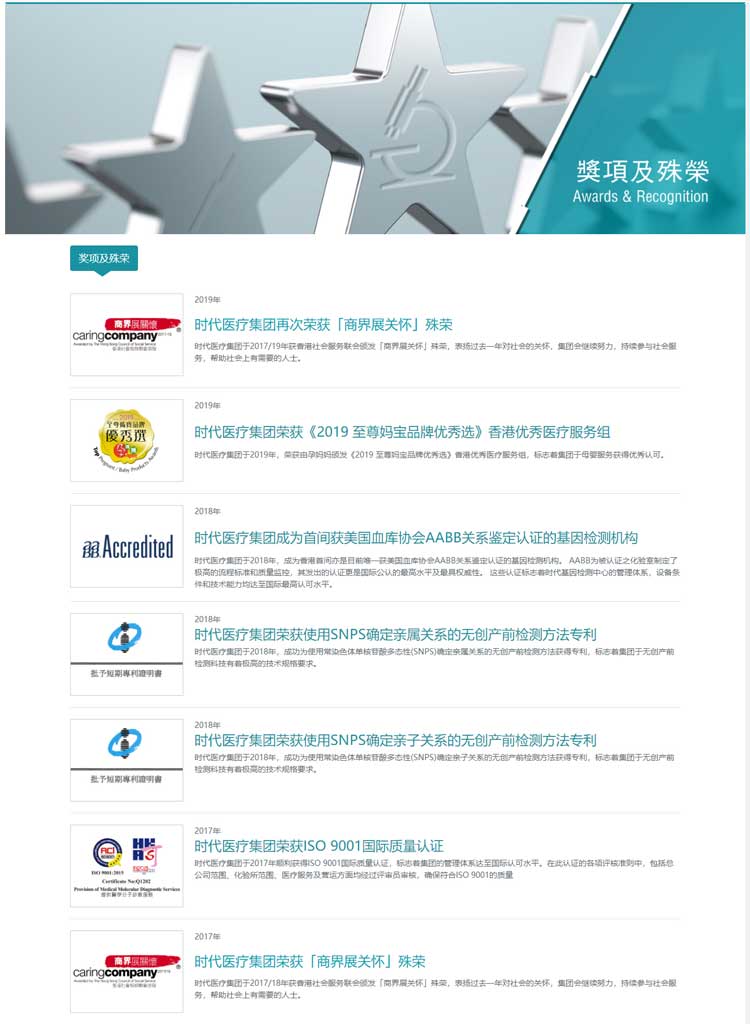 獎項及殊榮
Awards & Recognition
奖项及殊荣
商界展關懷
caringcompany
Awarded by The Hong Kong Council of Social Service
香港社會服務聯會頒發
2019年
时代医疗集团再次荣获「商界展关怀」殊荣
时代医疗集团于2017/19年获香港社会服务联会颁发「商界展关怀」殊荣，表扬过去一年对社会的关怀，集团会继续努力，持续参与社会服
务，帮助社会上有需要的人士。
2019
至尊媽寶品牌
優秀選
Top Pregnant / Baby Products Awards
2019年
时代医疗集团荣获《2019 至尊妈宝品牌优秀选》香港优秀医疗服务组
时代医疗集团于2019年，荣获由孕妈妈颁发《2019 至尊妈宝品牌优秀选》香港优秀医疗服务组，标志着集团于母婴服务获得优秀认可。
aaBB Accredited
2018年
时代医疗集团成为首间获美国血库协会AABB关系鉴定认证的基因检测机构
时代医疗集团于2018年，成为香港首间亦是目前唯一获美国血库协会AABB关系鉴定认证的基因检测机构。 AABB为被认证之化验室制定了
极高的流程标准和质量监控，其发出的认证更是国际公认的最高水平及最具权威性。 这些认证标志着时代基因检测中心的管理体系，设备条
件和技术能力均达至国际最高认可水平。
批予短期專利證明書
2018年
时代医疗集团荣获使用SNPS确定亲属关系的无创产前检测方法专利
时代医疗集团于2018年，成功为使用常染色体单核苷酸多态性(SNPS)确定亲属关系的无创产前检测方法获得专利，标志着集团于无创产前
检测科技有着极高的技术规格要求。
批予短期專利證明書
2018年
时代医疗集团荣获使用SNPS确定亲子关系的无创产前检测方法专利
时代医疗集团于2018年，成功为使用常染色体单核苷酸多态性(SNPS)确定亲子关系的无创产前检测方法获得专利，标志着集团于无创产前
检测科技有着极高的技术规格要求。
ACI
HKAS
ISO 9001:2015
Certificate No:Q1202
Provision of Medical Molecular Diagnostic Services
提供醫學分子診斷服務
2017年
时代医疗集团荣获ISO 9001国际质量认证
时代医疗集团于2017年顺利获得ISO 9001国际质量认证，标志着集团的管理体系达至国际认可水平。在此认证的各项评核准则中，包括总
公司范围、化验所范围、医疗服务及营运方面均经过评审员审核，确保符合ISO 9001的质量
商界展關懷
caringcompany
Awarded by The Hong Kong Council of Social Service
香港社會服務聯會頒發
2017年
时代医疗集团荣获「商界展关怀」殊荣
时代医疗集团于2017/18年获香港社会服务联会颁发「商界展关怀」殊荣，表扬过去一年对社会的关怀，集团会继续努力，持续参与社会服
务，帮助社会上有需要的人士。